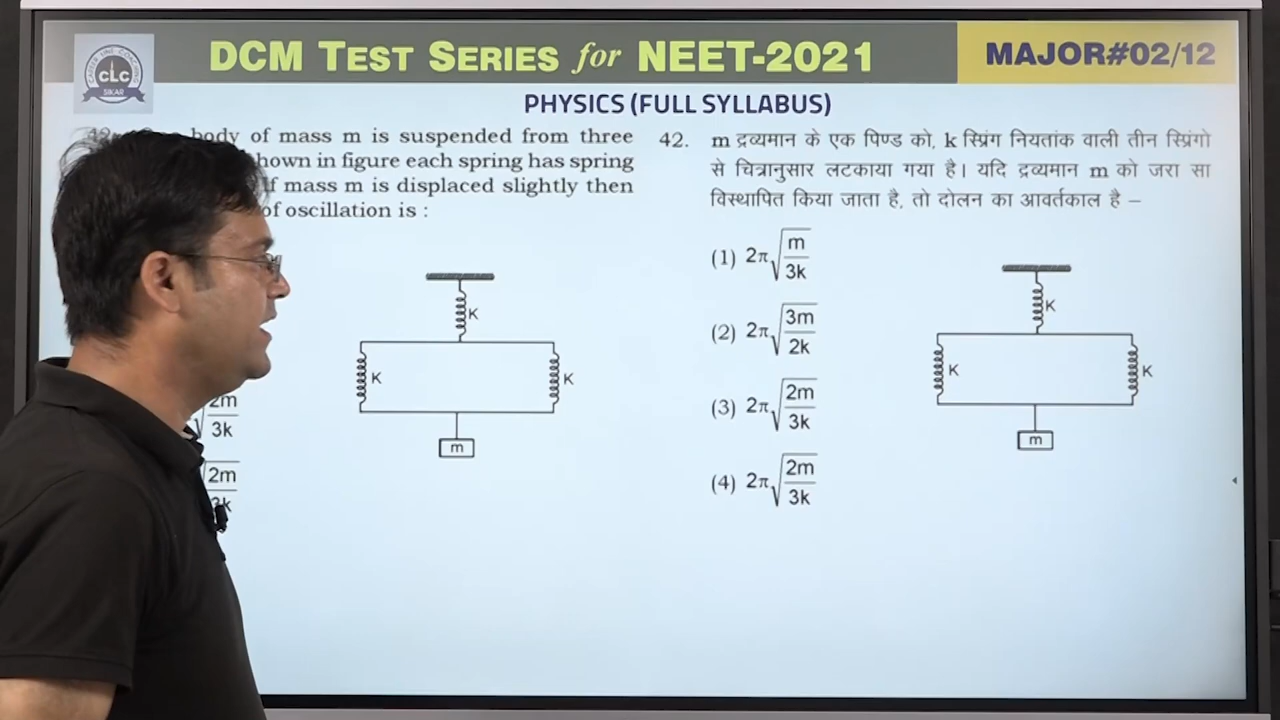 DCM TEST SERIES for NEET-2021
MAJOR#02/12
CLC
SIKAR
PHYSICS (FULL SYLLABUS)
body of mass m is suspended from three
hown in figure each spring has spring
f mass m is displaced slightly then
of oscillation is :
K
K
K
m
2m
3k
2m
42. m द्रव्यमान के एक पिण्ड को, k स्प्रिंग नियतांक वाली तीन स्प्रिंगो
से चित्रानुसार लटकाया गया है। यदि द्रव्यमान m को जरा सा
विस्थापित किया जाता है, तो दोलन का आवर्तकाल है –
(1) 2π√m/3k
(2) 2π√3m/2k
(3) 2π√2m/3k
(4) 2π√2m/3k
K
K
K
m